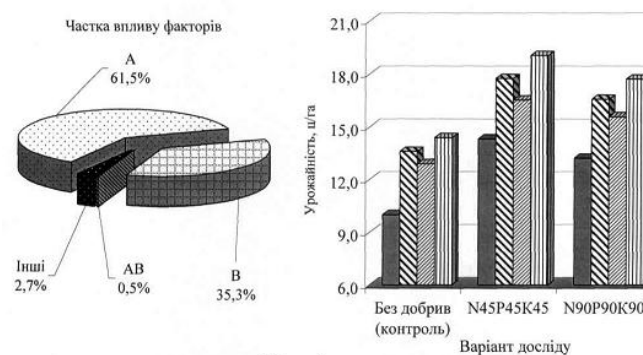 Частка впливу факторів
А
61,5%
Інші
2,7%
АВ
0,5%
В
35,3%
Урожайність, ц/га
21,0
18,0
15,0
12,0
9,0
6,0
Без добрив
(контроль)
N45P45K45
N90P90K90
Варіант досліду